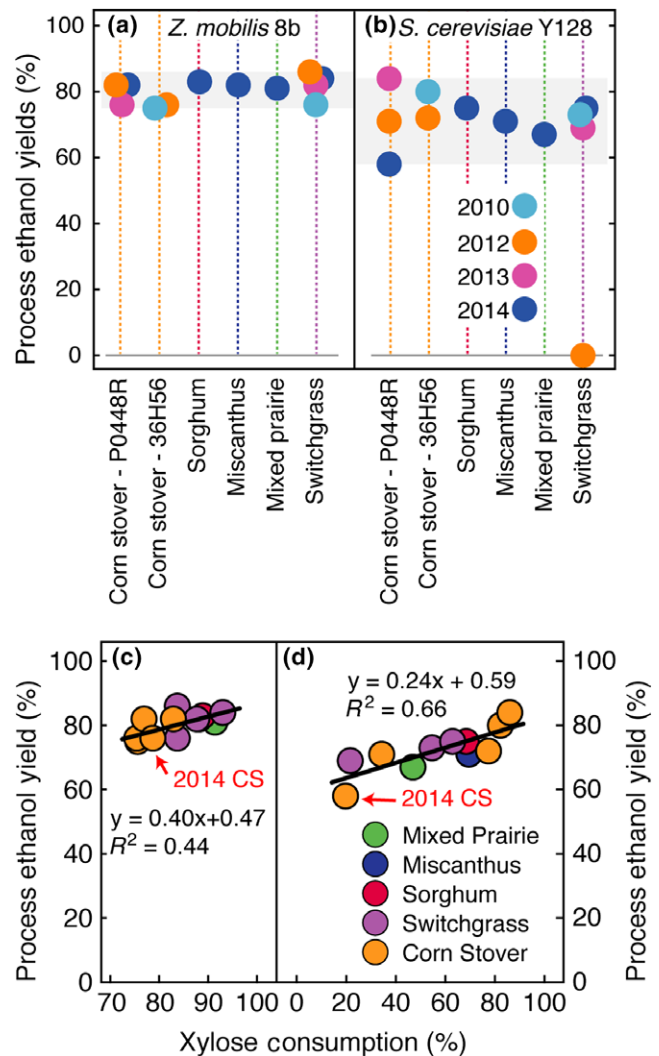 (a) Z. mobilis 8b
(b) S. cerevisiae Y128
Process ethanol yields (%)
100
80
60
40
20
0
2010
2012
2013
2014
Corn stover - P0448R
Corn stover - 36H56
Sorghum
Miscanthus
Mixed prairie
Switchgrass
Corn stover - P0448R
Corn stover - 36H56
Sorghum
Miscanthus
Mixed prairie
Switchgrass
(c)
Process ethanol yield (%)
100
80
60
40
20
0
2014 CS
y = 0.40x+0.47
R² = 0.44
70 80 90 100
(d)
y = 0.24x + 0.59
R² = 0.66
2014 CS
Mixed Prairie
Miscanthus
Sorghum
Switchgrass
Corn Stover
0 20 40 60 80 100
100
80
60
40
20
0
Process ethanol yield (%)
Xylose consumption (%)